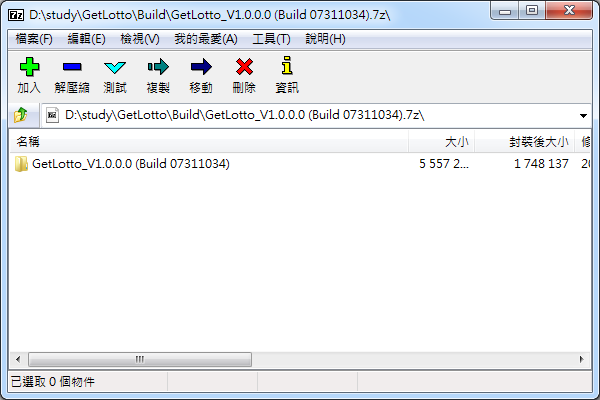 7z D:\study\GetLotto\Build\GetLotto_V1.0.0.0 (Build 07311034).7z\
檔案(F) 編輯(E) 檢視(V) 我的最愛(A) 工具(T) 說明(H)
加入 解壓縮 測試 複製 移動 刪除 資訊
D:\study\GetLotto\Build\GetLotto_V1.0.0.0 (Build 07311034).7z\
名稱 大小 封裝後大小
GetLotto_V1.0.0.0 (Build 07311034) 5 557 2... 1 748 137 20
已選取 0 個物件